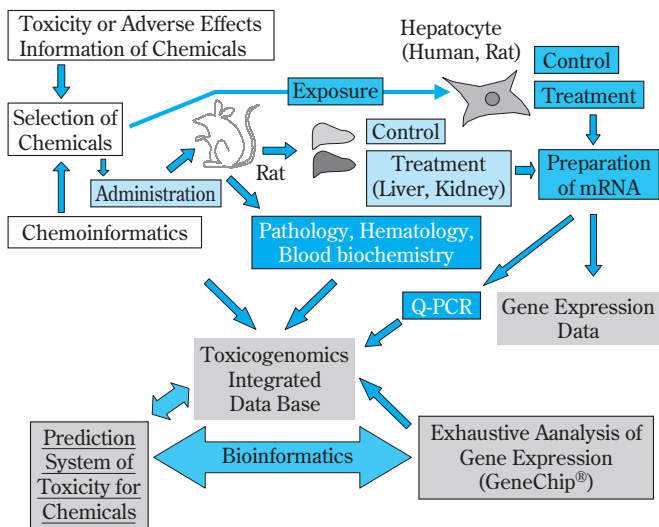 Toxicity or Adverse Effects
Information of Chemicals
Hepatocyte
(Human, Rat)
Control
Treatment
Exposure
Selection of
Chemicals
Administration
Rat
Control
Treatment
(Liver, Kidney)
Preparation
of mRNA
Chemoinformatics
Pathology, Hematology,
Blood biochemistry
Q-PCR
Gene Expression
Data
Toxicogenomics
Integrated
Data Base
Prediction
System of
Toxicity for
Chemicals
Bioinformatics
Exhaustive Aanalysis of
Gene Expression
(GeneChip®)